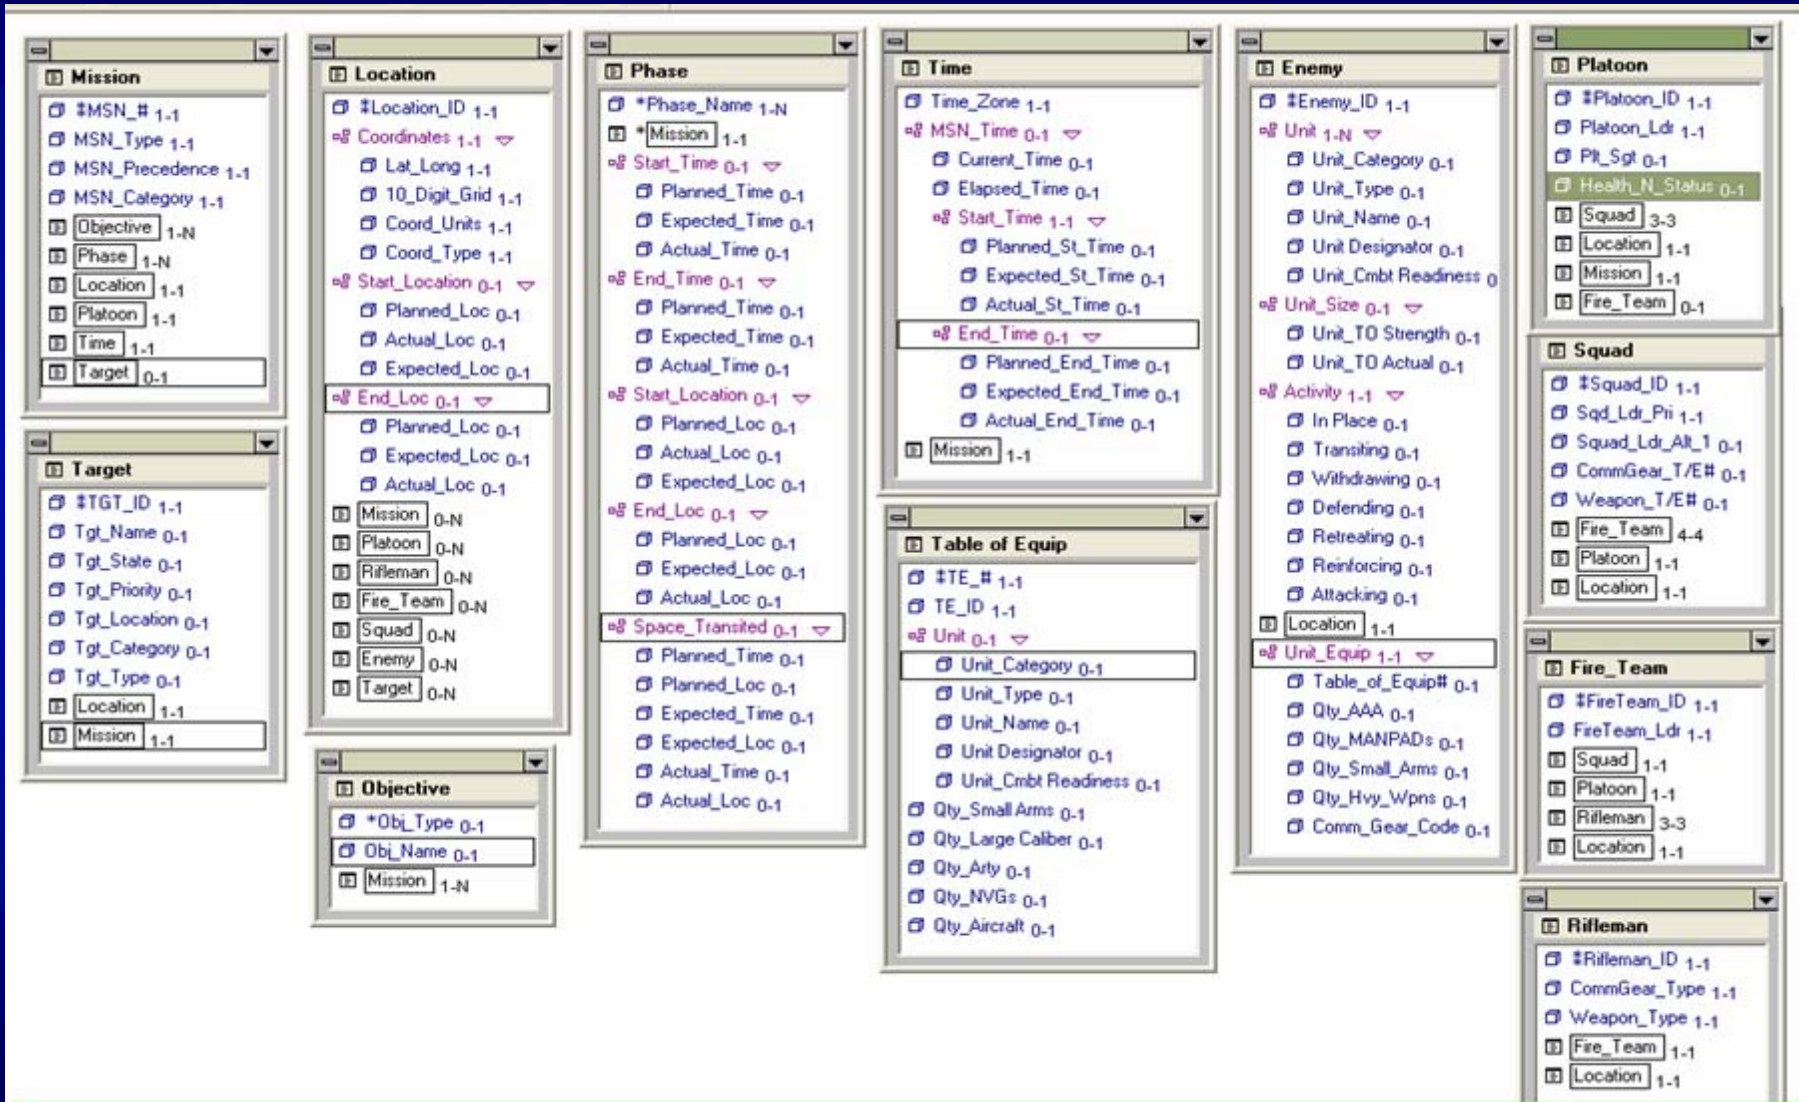 Mission
‡MSN_# 1-1
MSN_Type 1-1
MSN_Precedence 1-1
MSN_Category 1-1
Objective 1-N
Phase 1-N
Location 1-1
Platoon 1-1
Time 1-1
Target 0-1
Target
‡TGT_ID 1-1
Tgt_Name 0-1
Tgt_State 0-1
Tgt_Priority 0-1
Tgt_Location 0-1
Tgt_Category 0-1
Tgt_Type 0-1
Location 1-1
Mission 1-1
Location
‡Location_ID 1-1
Coordinates 1-1
Lat_Long 1-1
10_Digit_Grid 1-1
Coord_Units 1-1
Coord_Type 1-1
Start_Location 0-1
Planned_Loc 0-1
Actual_Loc 0-1
Expected_Loc 0-1
End_Loc 0-1
Planned_Loc 0-1
Expected_Loc 0-1
Actual_Loc 0-1
Mission 0-N
Platoon 0-N
Rifleman 0-N
Fire_Team 0-N
Squad 0-N
Enemy 0-N
Target 0-N
Objective
*Obj_Type 0-1
Obj_Name 0-1
Mission 1-N
Phase
*Phase_Name 1-N
*Mission 1-1
Start_Time 0-1
Planned_Time 0-1
Expected_Time 0-1
Actual_Time 0-1
End_Time 0-1
Planned_Time 0-1
Expected_Time 0-1
Actual_Time 0-1
Start_Location 0-1
Planned_Loc 0-1
Actual_Loc 0-1
Expected_Loc 0-1
End_Loc 0-1
Planned_Loc 0-1
Expected_Loc 0-1
Actual_Loc 0-1
Space_Transited 0-1
Planned_Time 0-1
Planned_Loc 0-1
Expected_Time 0-1
Expected_Loc 0-1
Actual_Time 0-1
Actual_Loc 0-1
Time
Time_Zone 1-1
MSN_Time 0-1
Current_Time 0-1
Elapsed_Time 0-1
Start_Time 1-1
Planned_St_Time 0-1
Expected_St_Time 0-1
Actual_St_Time 0-1
End_Time 0-1
Planned_End_Time 0-1
Expected_End_Time 0-1
Actual_End_Time 0-1
Mission 1-1
Table of Equip
‡TE_# 1-1
TE_ID 1-1
Unit 0-1
Unit_Category 0-1
Unit_Type 0-1
Unit_Name 0-1
Unit Designator 0-1
Unit_Cmbt Readiness 0-1
Qty_Small Arms 0-1
Qty_Large Caliber 0-1
Qty_Arty 0-1
Qty_NVGs 0-1
Qty_Aircraft 0-1
Enemy
‡Enemy_ID 1-1
Unit 1-N
Unit_Category 0-1
Unit_Type 0-1
Unit_Name 0-1
Unit Designator 0-1
Unit_Cmbt Readiness 0
Unit_Size 0-1
Unit_TO Strength 0-1
Unit_TO Actual 0-1
Activity 1-1
In Place 0-1
Transiting 0-1
Withdrawing 0-1
Defending 0-1
Retreating 0-1
Reinforcing 0-1
Attacking 0-1
Location 1-1
Unit_Equip 1-1
Table_of_Equip# 0-1
Qty_AAA 0-1
Qty_MANPADs 0-1
Qty_Small_Arms 0-1
Qty_Hvy_Wpns 0-1
Comm_Gear_Code 0-1
Platoon
‡Platoon_ID 1-1
Platoon_Ldr 1-1
Plt_Sgt 0-1
Health_N_Status 0-1
Squad 3-3
Location 1-1
Mission 1-1
Fire_Team 0-1
Squad
‡Squad_ID 1-1
Sqd_Ldr_Pri 1-1
Squad_Ldr_Alt_1 0-1
CommGear_T/E# 0-1
Weapon_T/E# 0-1
Fire_Team 4-4
Platoon 1-1
Location 1-1
Fire_Team
‡FireTeam_ID 1-1
FireTeam_Ldr 1-1
Squad 1-1
Platoon 1-1
Rifleman 3-3
Location 1-1
Rifleman
‡Rifleman_ID 1-1
CommGear_Type 1-1
Weapon_Type 1-1
Fire_Team 1-1
Location 1-1